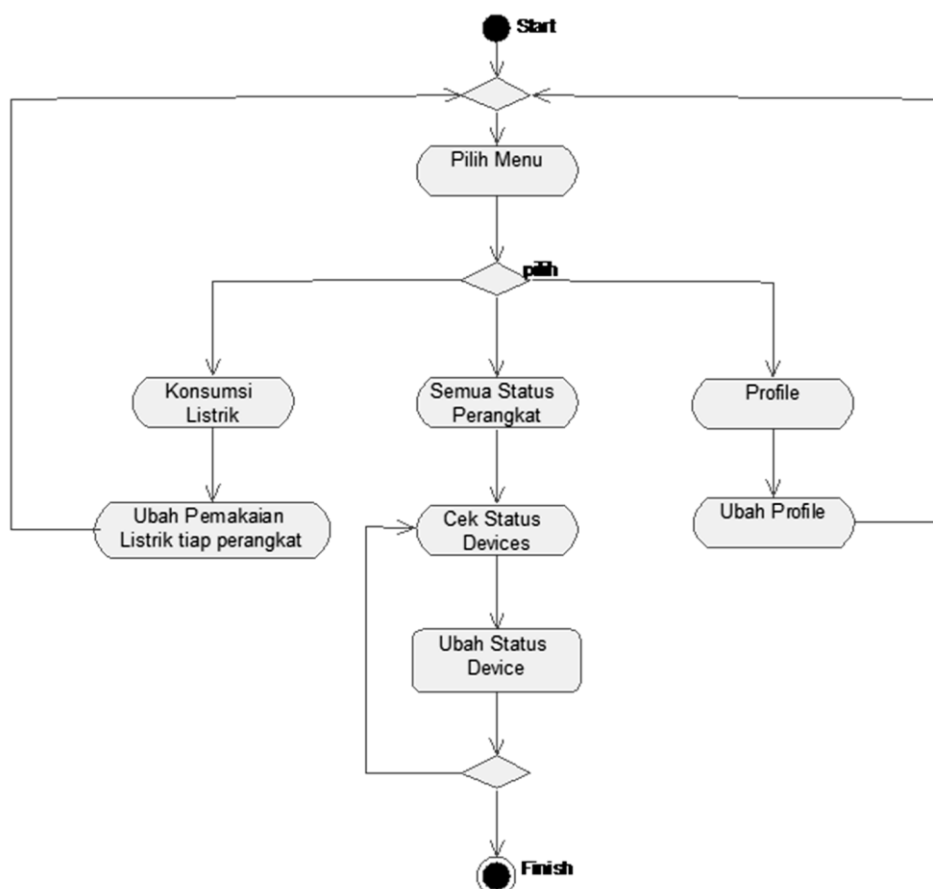 Start
Pilih Menu
pilih
Konsumsi
Listrik
Semua Status
Perangkat
Profile
Ubah Pemakaian
Listrik tiap perangkat
Cek Status
Devices
Ubah Profile
Ubah Status
Device
Finish